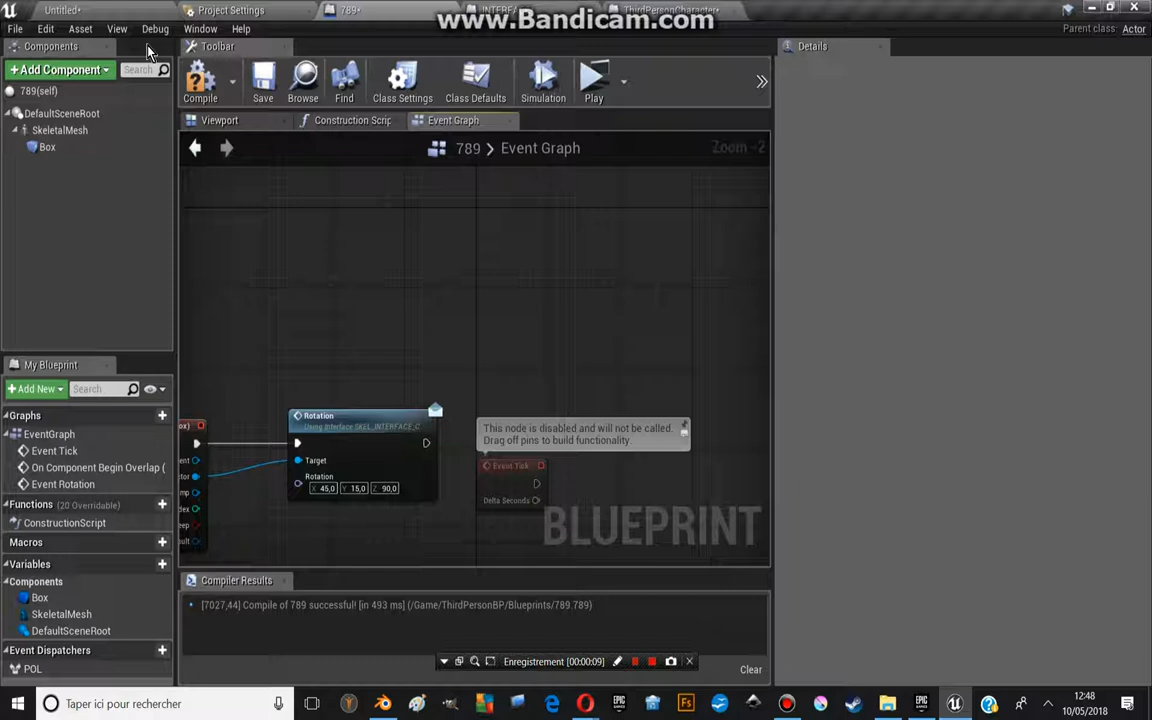 www.Bandicam.com
Untitled*
Project Settings
789*
INTERF
ThirdPersonCharacter*
File Edit Asset View Debug Window Help
Parent class: Actor
Components
Toolbar
Details
+Add Component
Search
Compile
Save
Browse
Find
Class Settings
Class Defaults
Simulation
Play
789(self)
DefaultSceneRoot
SkeletalMesh
Box
Viewport
Construction Scrip
Event Graph
789 > Event Graph
Zoom -2
Rotation
Using Interface SKEL_INTERFACE_C
Target
Rotation
X 45,0 Y 15,0 Z 90,0
This node is disabled and will not be called.
Drag off pins to build functionality.
Event Tick
Delta Seconds
BLUEPRINT
My Blueprint
+Add New
Search
Graphs
EventGraph
Event Tick
On Component Begin Overlap (
Event Rotation
Functions (20 Overridable)
ConstructionScript
Macros
Variables
Components
Box
SkeletalMesh
DefaultSceneRoot
Event Dispatchers
POL
Compiler Results
[7027,44] Compile of 789 successful! [in 493 ms] (/Game/ThirdPersonBP/Blueprints/789.789)
Enregistrement [00:00:09]
Clear
Taper ici pour rechercher
12:48
10/05/2018